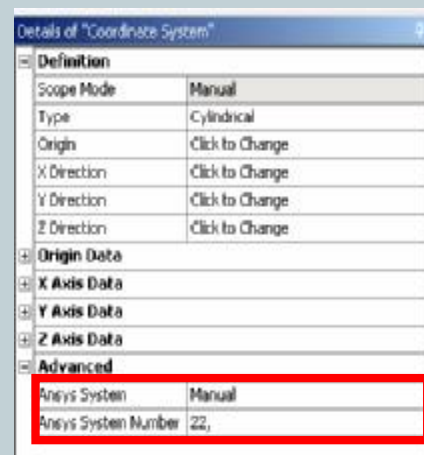 Details of "Coordinate System"
Definition
Scope Mode Manual
Type Cylindrical
Origin Click to Change
X Direction Click to Change
Y Direction Click to Change
Z Direction Click to Change
Origin Data
X Axis Data
Y Axis Data
Z Axis Data
Advanced
Ansys System Manual
Ansys System Number 22,